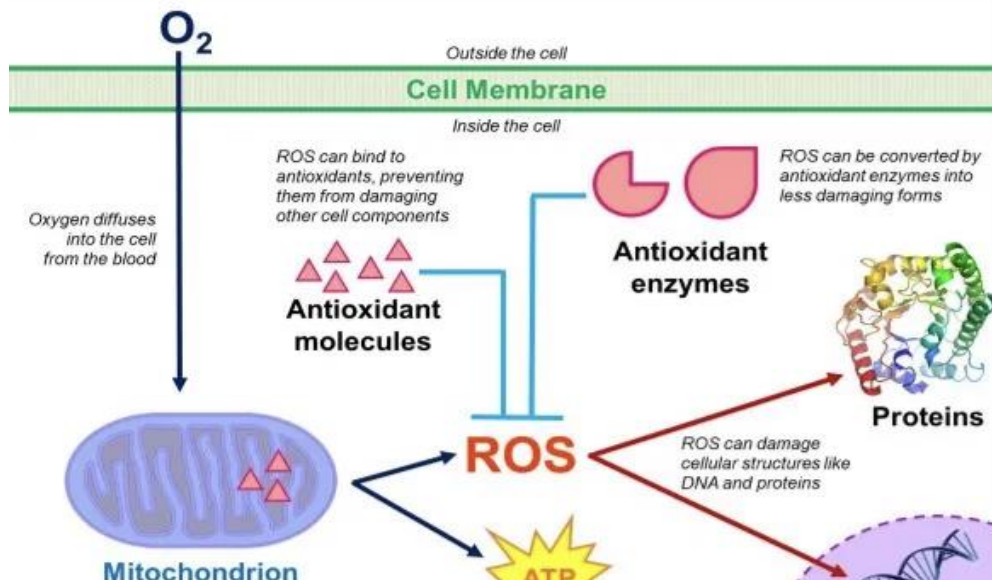 O2
Outside the cell
Cell Membrane
Inside the cell
ROS can bind to
antioxidants, preventing
them from damaging
other cell components
ROS can be converted by
antioxidant enzymes into
less damaging forms
Oxygen diffuses
into the cell
from the blood
Antioxidant
enzymes
Antioxidant
molecules
Proteins
ROS
ROS can damage
cellular structures like
DNA and proteins
Mitochondrion
ATP